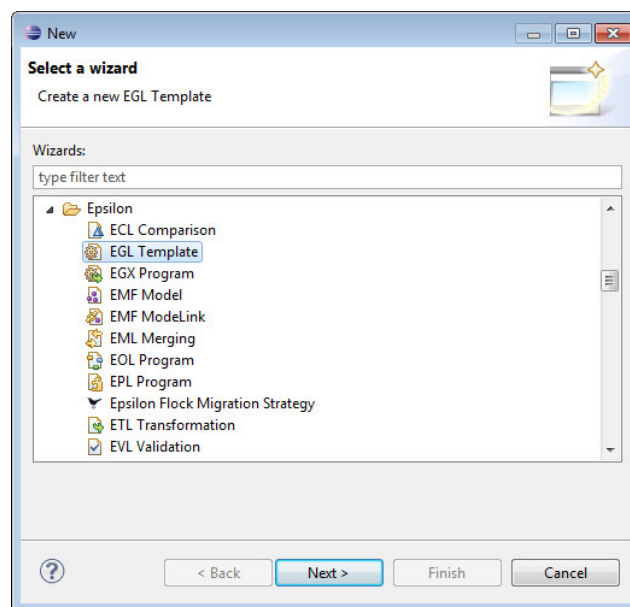 New
Select a wizard
Create a new EGL Template
Wizards:
type filter text
Epsilon
ECL Comparison
EGL Template
EGX Program
EMF Model
EMF ModeLink
EML Merging
EOL Program
EPL Program
Epsilon Flock Migration Strategy
ETL Transformation
EVL Validation
? < Back Next > Finish Cancel